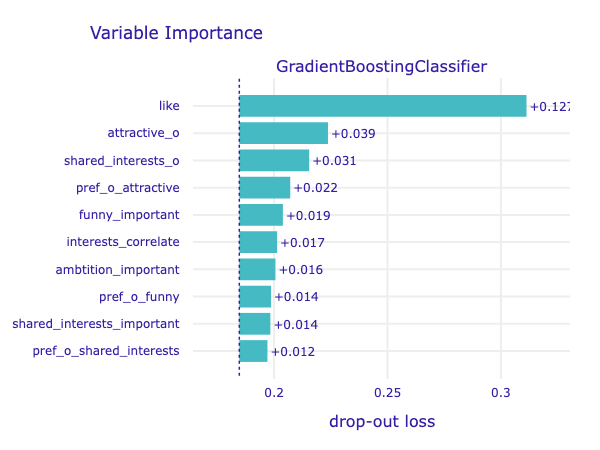 Variable Importance
GradientBoostingClassifier
like +0.127
attractive_o +0.039
shared_interests_o +0.031
pref_o_attractive +0.022
funny_important +0.019
interests_correlate +0.017
ambtition_important +0.016
pref_o_funny +0.014
shared_interests_important +0.014
pref_o_shared_interests +0.012
0.2 0.25 0.3
drop-out loss